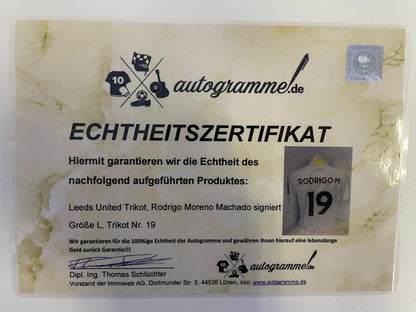 10
autogramme.de
ECHTHEITSZERTIFIKAT
Hiermit garantieren wir die Echtheit des
nachfolgend aufgeführten Produktes:
Leeds United Trikot, Rodrigo Moreno Machado signiert
Größe L, Trikot Nr. 19
RODRIGO M
19
Wir garantieren für die 100%ige Echtheit der Autogramme und gewähren Ihnen hierauf eine lebenslange
Geld zurück Garantie!!!
autogramme.de
Dipl. Ing. Thomas Schlüchter
Vorstand der immoweb AG, Dortmunder Str. 5, 44536 Lünen, Abtl. www.autogramme.de